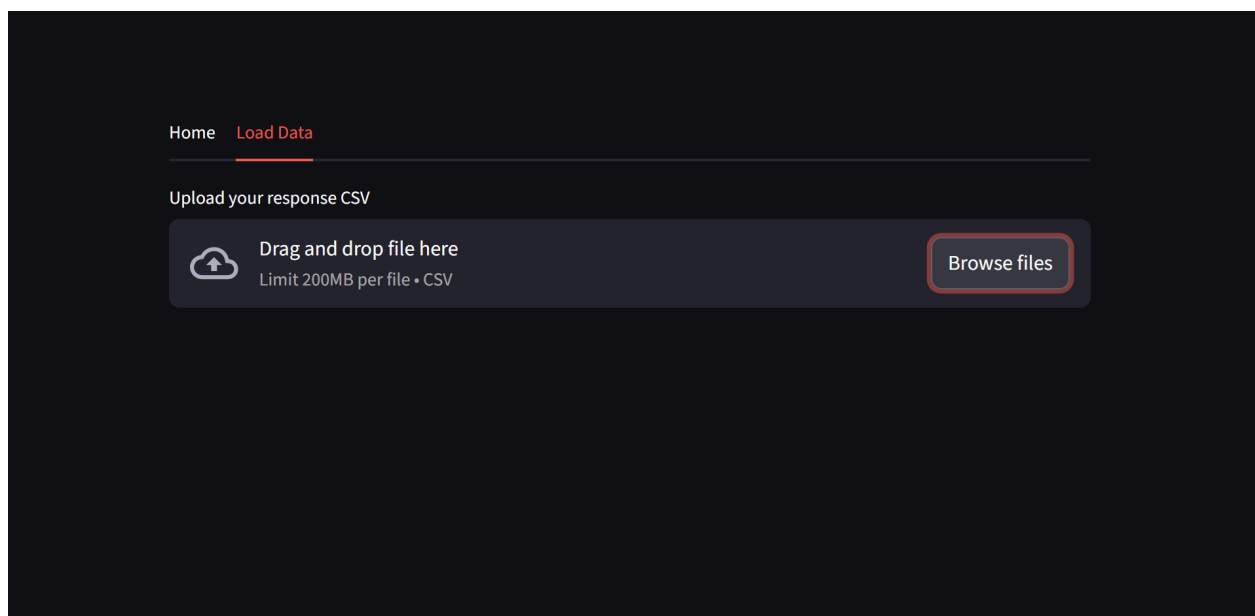 Home Load Data
Upload your response CSV
Drag and drop file here
Limit 200MB per file • CSV
Browse files